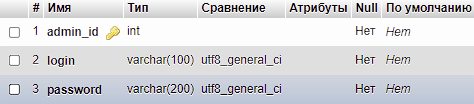 # Имя Тип Сравнение Атрибуты Null По умолчанию
1 admin_id int Нет Нет
2 login varchar(100) utf8_general_ci Нет Нет
3 password varchar(200) utf8_general_ci Нет Нет